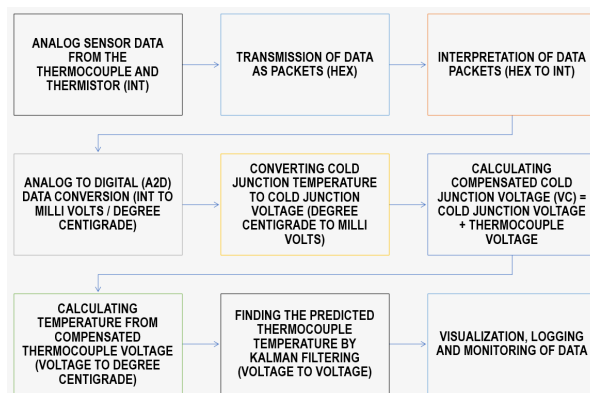 ANALOG SENSOR DATA
FROM THE
THERMOCOUPLE AND
THERMISTOR (INT)
TRANSMISSION OF DATA
AS PACKETS (HEX)
INTERPRETATION OF DATA
PACKETS (HEX TO INT)
ANALOG TO DIGITAL (A2D)
DATA CONVERSION (INT TO
MILLI VOLTS / DEGREE
CENTIGRADE)
CONVERTING COLD
JUNCTION TEMPERATURE
TO COLD JUNCTION
VOLTAGE (DEGREE
CENTIGRADE TO MILLI
VOLTS)
CALCULATING
COMPENSATED COLD
JUNCTION VOLTAGE (VC) =
COLD JUNCTION VOLTAGE
+ THERMOCOUPLE
VOLTAGE
CALCULATING
TEMPERATURE FROM
COMPENSATED
THERMOCOUPLE VOLTAGE
(VOLTAGE TO DEGREE
CENTIGRADE)
FINDING THE PREDICTED
THERMOCOUPLE
TEMPERATURE BY
KALMAN FILTERING
(VOLTAGE TO VOLTAGE)
VISUALIZATION, LOGGING
AND MONITORING OF DATA